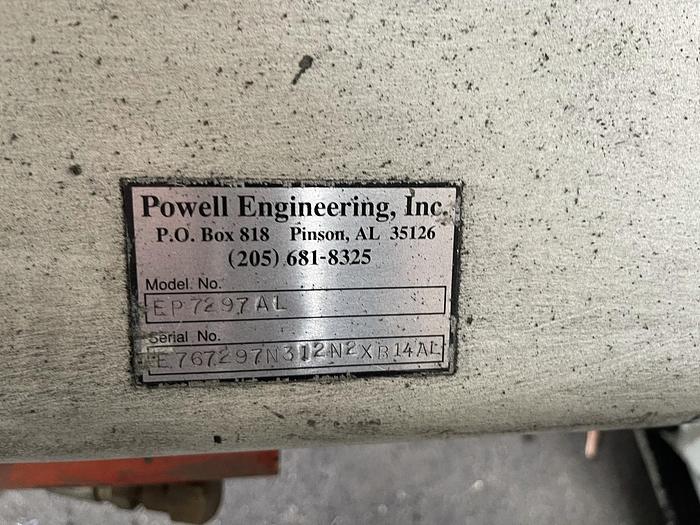 Powell Engineering, Inc.
P.O. Box 818 Pinson, AL 35126
(205) 681-8325
Model No.
EP7297AL
Serial No.
E767297N312N2XB14AL